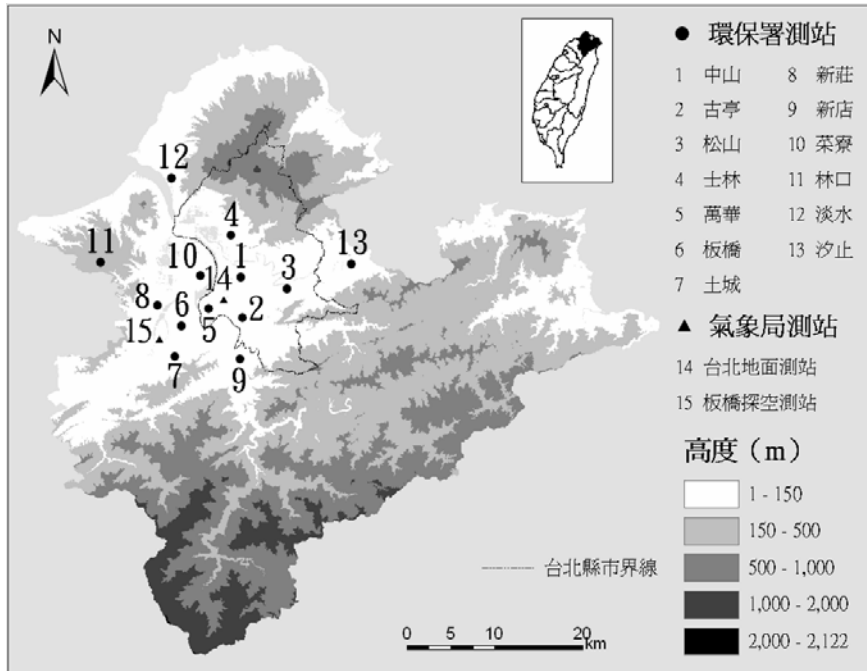 N
環保署測站
1 中山 8 新莊
2 古亭 9 新店
3 松山 10 菜寮
4 士林 11 林口
5 萬華 12 淡水
6 板橋 13 汐止
7 土城
氣象局測站
14 台北地面測站
15 板橋探空測站
高度（m）
1 - 150
150 - 500
500 - 1,000
1,000 - 2,000
2,000 - 2,122
12
4
11
10
1
13
14
3
8
6
5
2
15
7
9
台北縣市界線
0 5 10 20
km